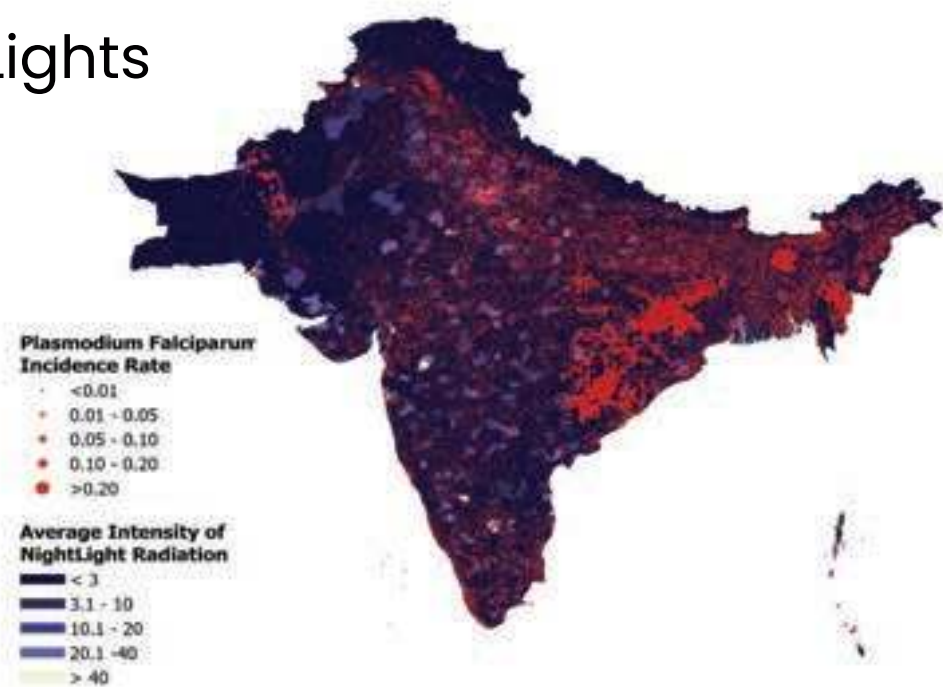 Lights
Plasmodium Falciparum
Incidence Rate
<0.01
0.01 - 0.05
0.05 - 0.10
0.10 - 0.20
>0.20
Average Intensity of
NightLight Radiation
< 3
3.1 - 10
10.1 - 20
20.1 -40
> 40